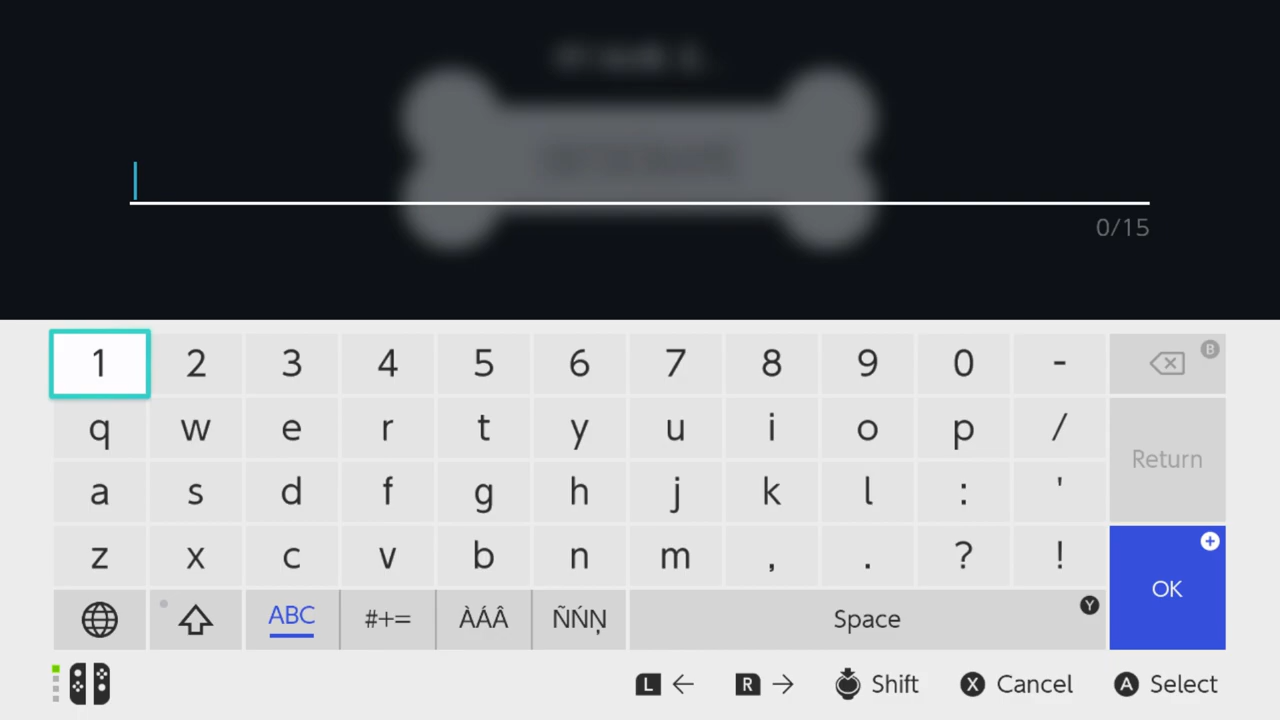 0/15
1 2 3 4 5 6 7 8 9 0 - B
q w e r t y u i o p / Return
a s d f g h j k l : '
z x c v b n m , . ? ! + OK
ABC #+= ÀÁÂ ÑŃŅ Space Y
L ← R → Shift X Cancel A Select